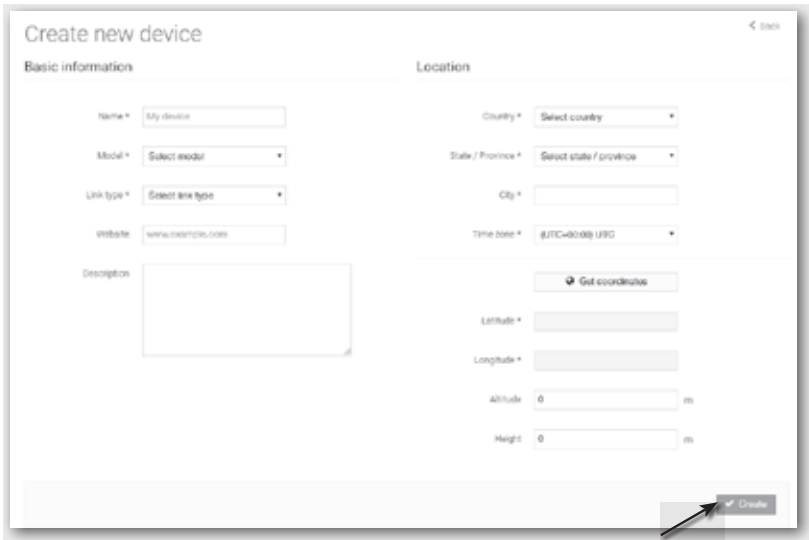 Create new device
Back
Basic information
Name *
My device
Model *
Select model
Link type *
Select link type
Website
www.example.com
Description
Location
Country *
Select country
State / Province *
Select state / province
City *
Time zone *
(UTC+00:00) UTC
Get coordinates
Latitude *
Longitude *
Altitude
0
m
Height
0
m
Create